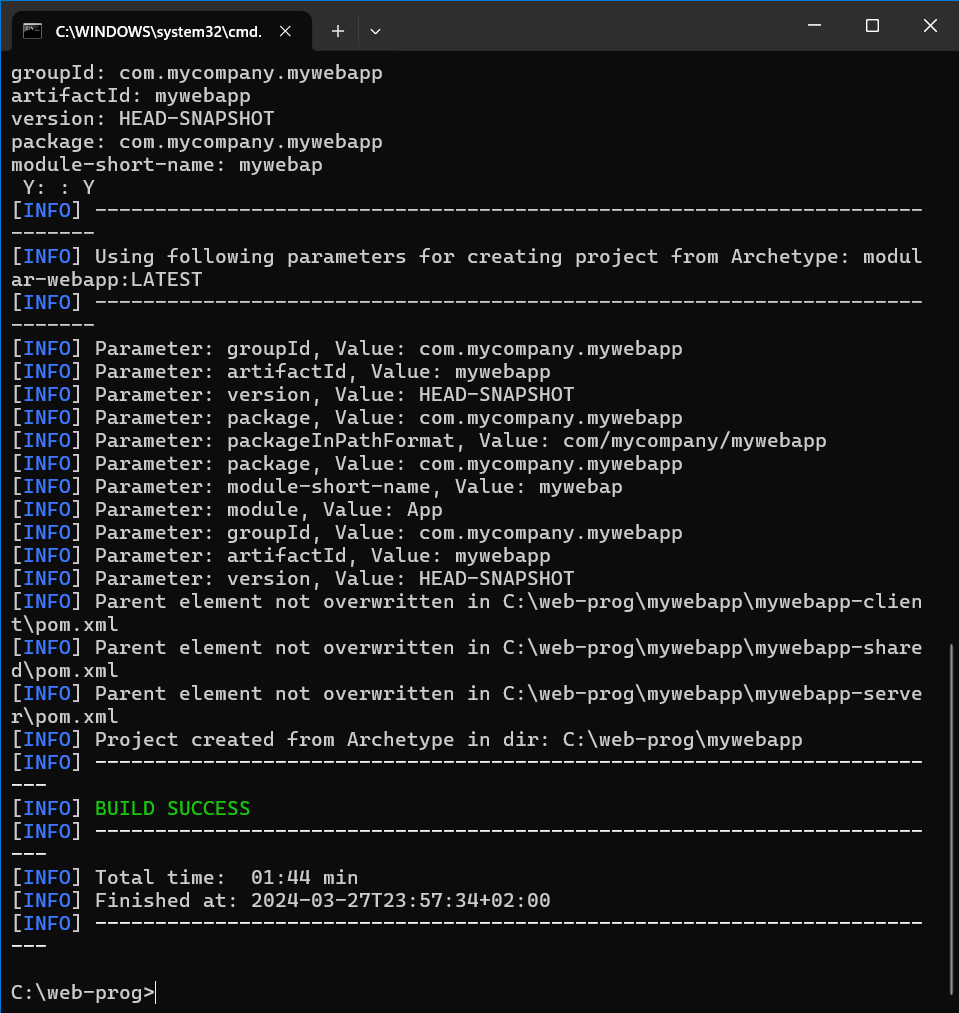 C:\WINDOWS\system32\cmd.
groupId: com.mycompany.mywebapp
artifactId: mywebapp
version: HEAD-SNAPSHOT
package: com.mycompany.mywebapp
module-short-name: mywebap
 Y: : Y
[INFO] ---------------------------------------------------------------------
-------
[INFO] Using following parameters for creating project from Archetype: modul
ar-webapp:LATEST
[INFO] ---------------------------------------------------------------------
-------
[INFO] Parameter: groupId, Value: com.mycompany.mywebapp
[INFO] Parameter: artifactId, Value: mywebapp
[INFO] Parameter: version, Value: HEAD-SNAPSHOT
[INFO] Parameter: package, Value: com.mycompany.mywebapp
[INFO] Parameter: packageInPathFormat, Value: com/mycompany/mywebapp
[INFO] Parameter: package, Value: com.mycompany.mywebapp
[INFO] Parameter: module-short-name, Value: mywebap
[INFO] Parameter: module, Value: App
[INFO] Parameter: groupId, Value: com.mycompany.mywebapp
[INFO] Parameter: artifactId, Value: mywebapp
[INFO] Parameter: version, Value: HEAD-SNAPSHOT
[INFO] Parent element not overwritten in C:\web-prog\mywebapp\mywebapp-clien
t\pom.xml
[INFO] Parent element not overwritten in C:\web-prog\mywebapp\mywebapp-share
d\pom.xml
[INFO] Parent element not overwritten in C:\web-prog\mywebapp\mywebapp-serve
r\pom.xml
[INFO] Project created from Archetype in dir: C:\web-prog\mywebapp
[INFO] ---------------------------------------------------------------------
---
[INFO] BUILD SUCCESS
[INFO] ---------------------------------------------------------------------
---
[INFO] Total time:  01:44 min
[INFO] Finished at: 2024-03-27T23:57:34+02:00
[INFO] ---------------------------------------------------------------------
---
C:\web-prog>